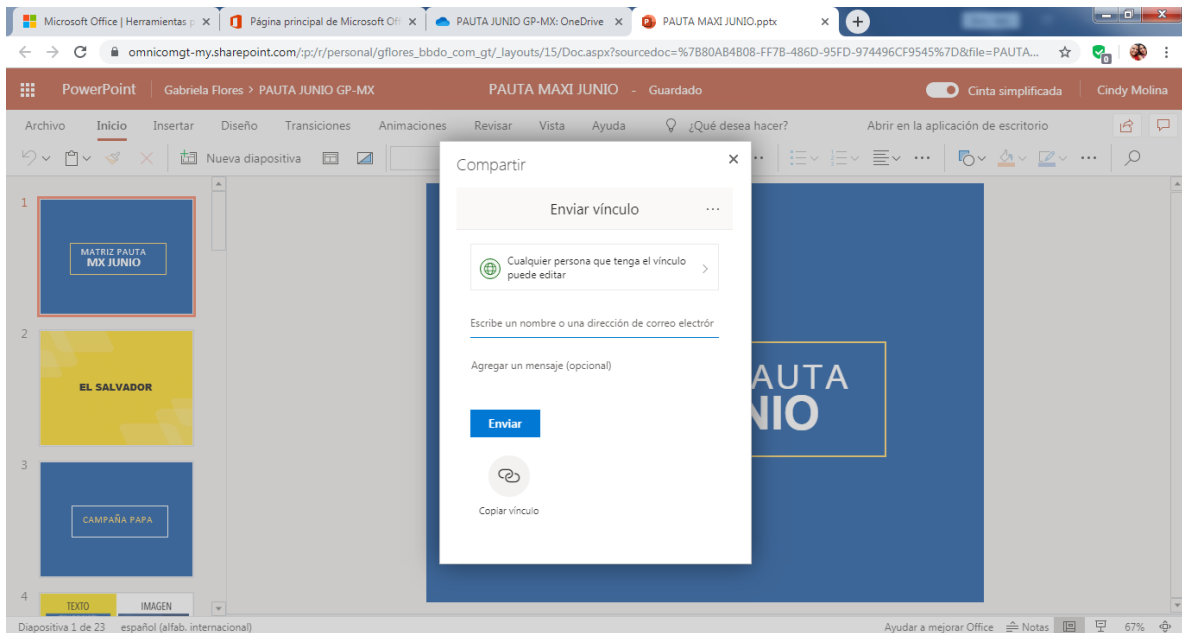 Microsoft Office | Herramientas p
Página principal de Microsoft Off
PAUTA JUNIO GP-MX: OneDrive
PAUTA MAXI JUNIO.pptx
omnicomgt-my.sharepoint.com/:p:/r/personal/gflores_bbdo_com_gt/_layouts/15/Doc.aspx?sourcedoc=%7B80AB4B08-FF7B-486D-95FD-974496CF9545%7D&file=PAUTA...
PowerPoint
Gabriela Flores > PAUTA JUNIO GP-MX
PAUTA MAXI JUNIO - Guardado
Cinta simplificada
Cindy Molina
Archivo Inicio Insertar Diseño Transiciones Animaciones Revisar Vista Ayuda ¿Qué desea hacer? Abrir en la aplicación de escritorio
Nueva diapositiva
Compartir
Enviar vínculo
Cualquier persona que tenga el vínculo
puede editar
Escribe un nombre o una dirección de correo electrór
Agregar un mensaje (opcional)
Enviar
Copiar vínculo
1
MATRIZ PAUTA
MX JUNIO
2
EL SALVADOR
3
CAMPAÑA PAPA
4
TEXTO IMAGEN
AUTA
NIO
Diapositiva 1 de 23 español (alfab. internacional) Ayudar a mejorar Office Notas 67%